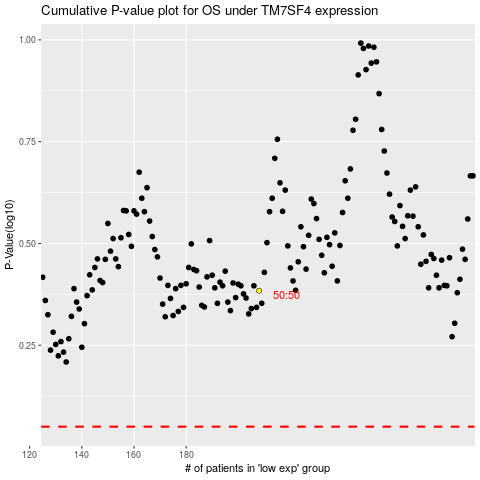 Cumulative P-value plot for OS under TM7SF4 expression
1.00
0.75
0.50
0.25
P-Value(log10)
50:50
120 140 160 180
# of patients in 'low exp' group